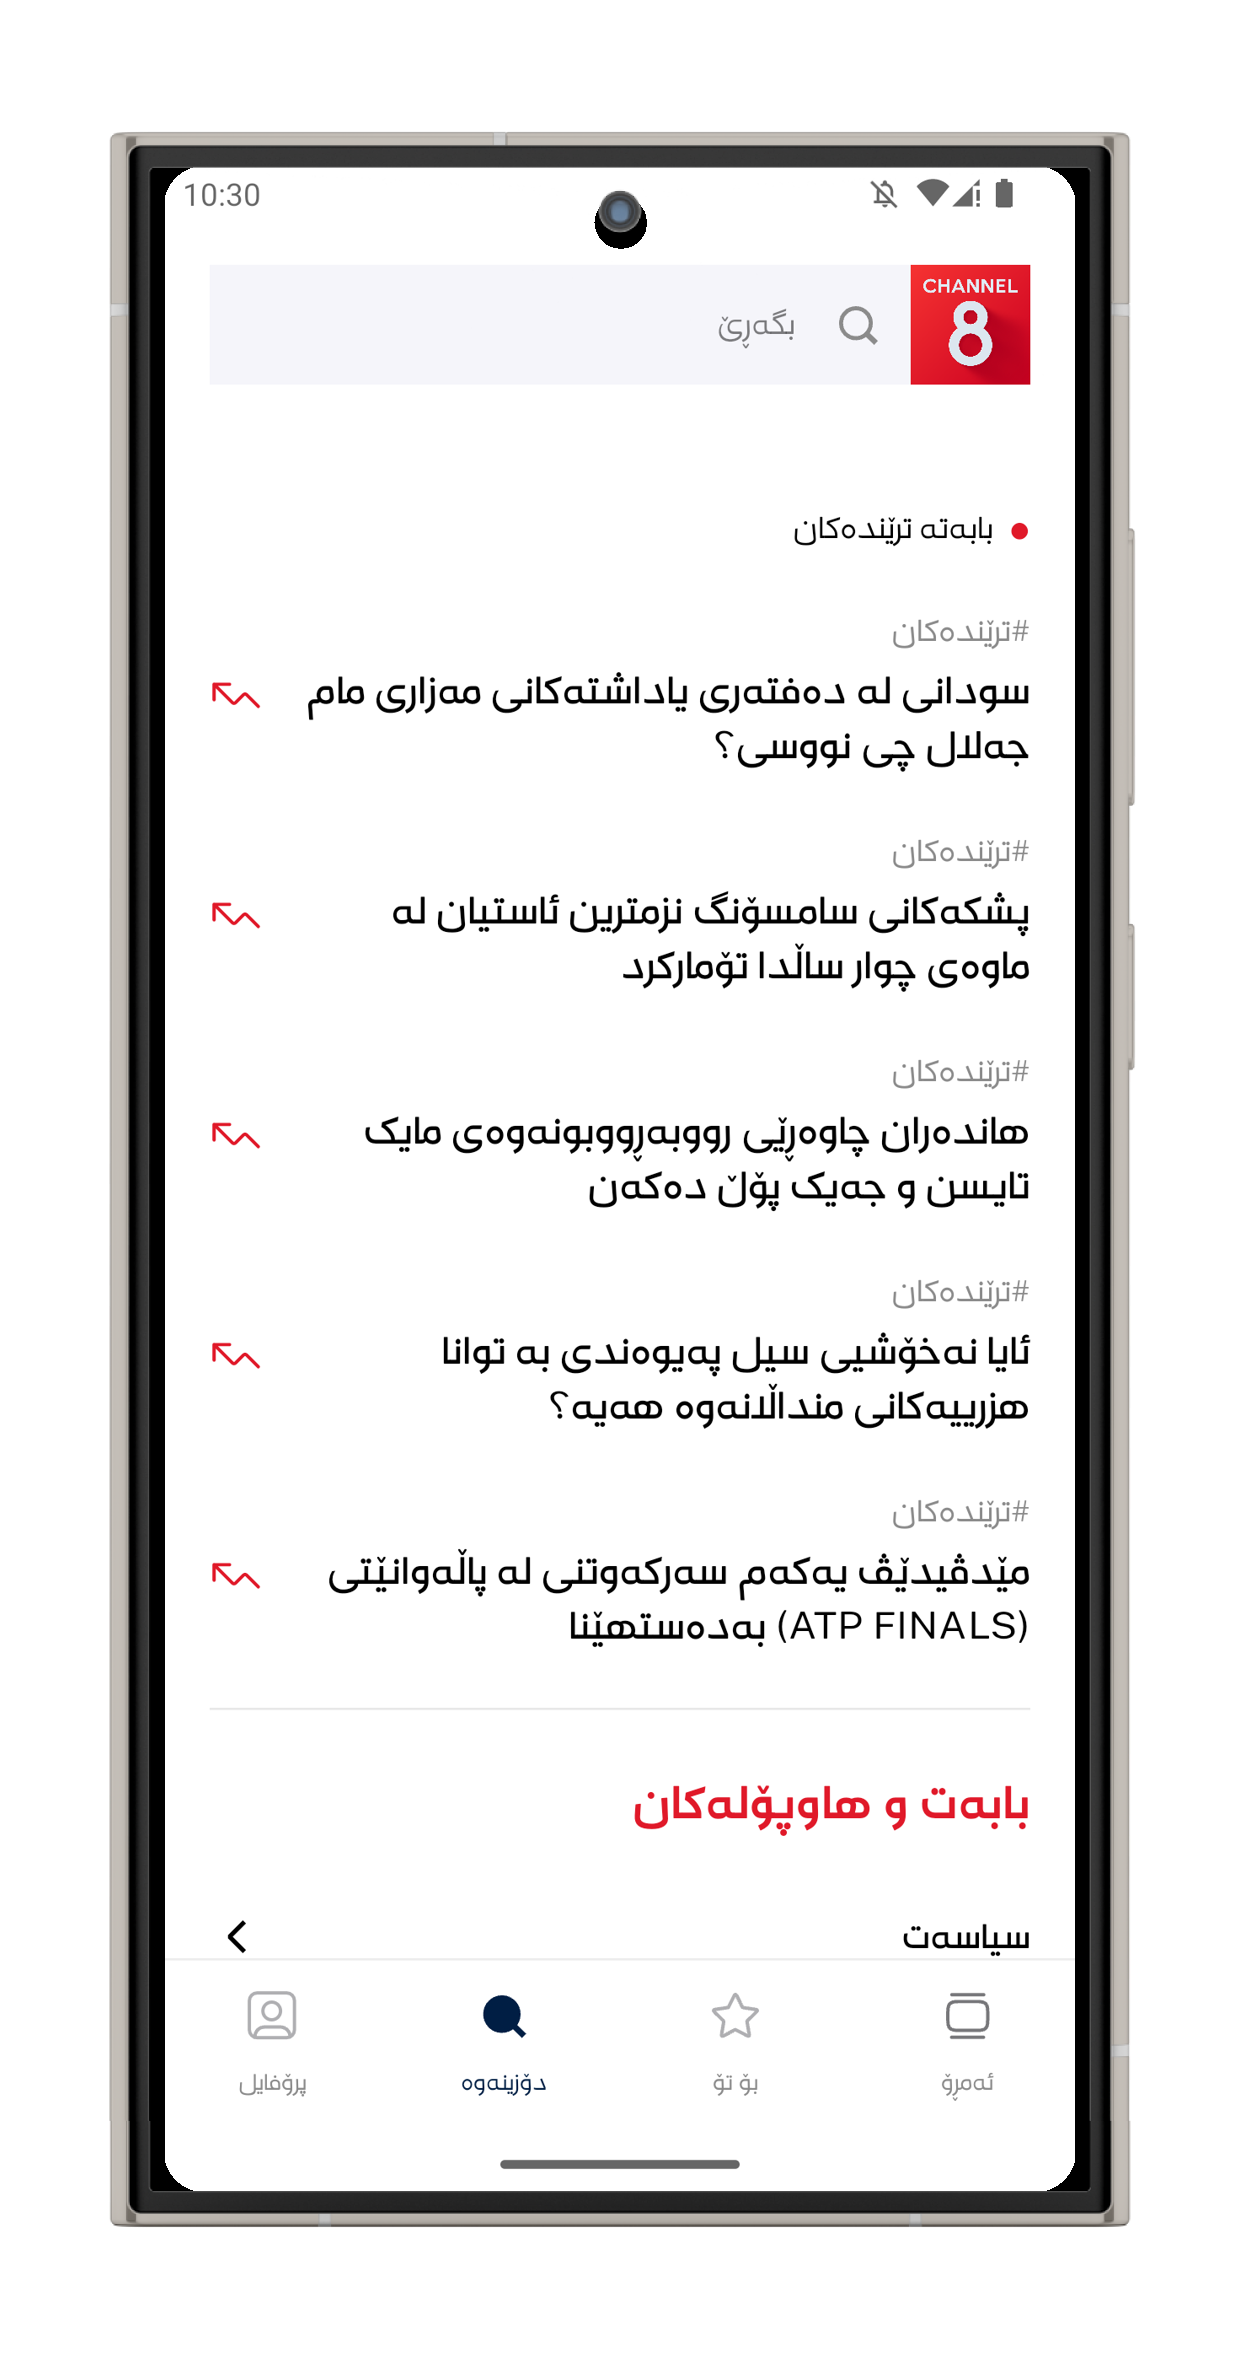 10:30
CHANNEL
8
بگەڕێ
بابەتە ترێندەکان
#ترێندەکان
سودانی لە دەفتەری یاداشتەکانی مەزاری مام
جەلال چی نووسی؟
#ترێندەکان
پشکەکانی سامسۆنگ نزمترین ئاستیان لە
ماوەی چوار ساڵدا تۆمارکرد
#ترێندەکان
هاندەران چاوەڕێی رووبەڕووبونەوەی مایک
تایسن و جەیک پۆڵ دەکەن
#ترێندەکان
ئایا نەخۆشیی سیل پەیوەندی بە توانا
هزرییەکانی منداڵانەوە هەیە؟
#ترێندەکان
مێدڤیدێڤ یەکەم سەرکەوتنی لە پاڵەوانێتی
(ATP FINALS) بەدەستهێنا
بابەت و هاوپۆلەکان
سیاسەت
ئەمڕۆ
بۆ تۆ
دۆزینەوە
پرۆفایل